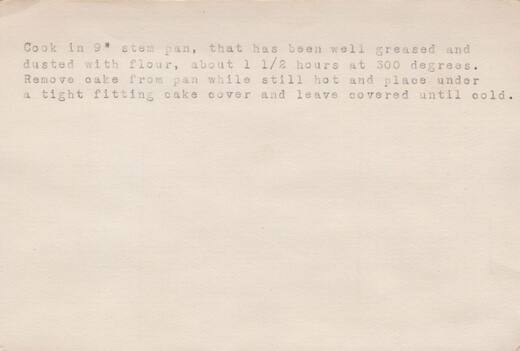 Cook in 9" stem pan, that has been well greased and
dusted with flour, about 1 1/2 hours at 300 degrees.
Remove cake from pan while still hot and place under
a tight fitting cake cover and leave covered until cold.